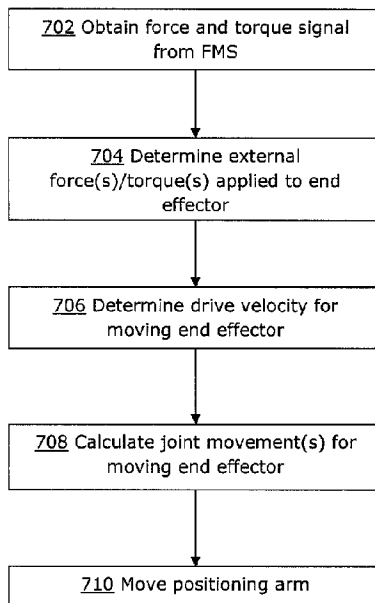 702 Obtain force and torque signal
from FMS
704 Determine external
force(s)/torque(s) applied to end
effector
706 Determine drive velocity for
moving end effector
708 Calculate joint movement(s) for
moving end effector
710 Move positioning arm